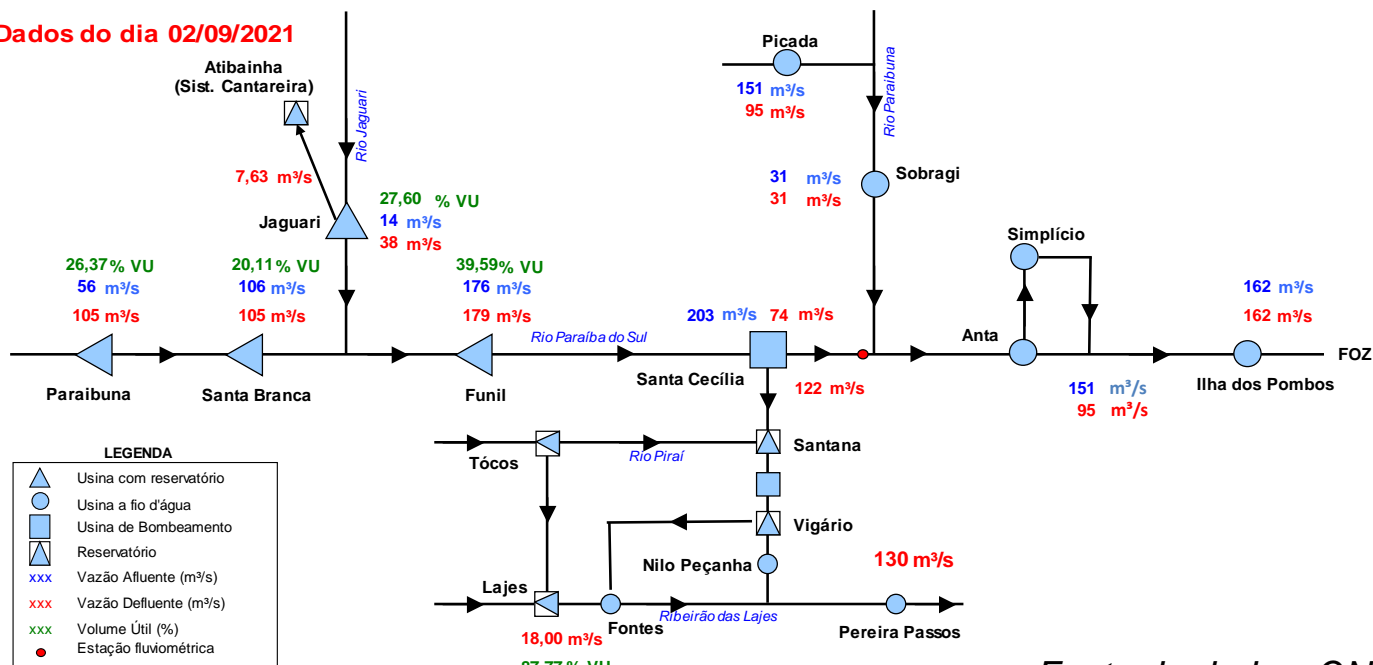 Dados do dia 02/09/2021
Atibainha
(Sist. Cantareira)
Rio Jaguari
7,63 m³/s
Jaguari
27,60 % VU
14 m³/s
38 m³/s
Picada
151 m³/s
95 m³/s
Rio Paraibuna
31 m³/s
31 m³/s
Sobragi
26,37% VU
56 m³/s
105 m³/s
Paraibuna
20,11% VU
106 m³/s
105 m³/s
Santa Branca
39,59% VU
176 m³/s
179 m³/s
Funil
Rio Paraíba do Sul
203 m³/s 74 m³/s
Santa Cecília
122 m³/s
Simplício
Anta
151 m³/s
95 m³/s
162 m³/s
162 m³/s
Ilha dos Pombos
FOZ
Tócos
Rio Piraí
Santana
Vigário
Nilo Peçanha
130 m³/s
Lajes
18,00 m³/s
Fontes
Ribeirão das Lajes
Pereira Passos
LEGENDA
Usina com reservatório
Usina a fio d'água
Usina de Bombeamento
Reservatório
xxx Vazão Afluente (m³/s)
xxx Vazão Defluente (m³/s)
xxx Volume Útil (%)
Estação fluviométrica